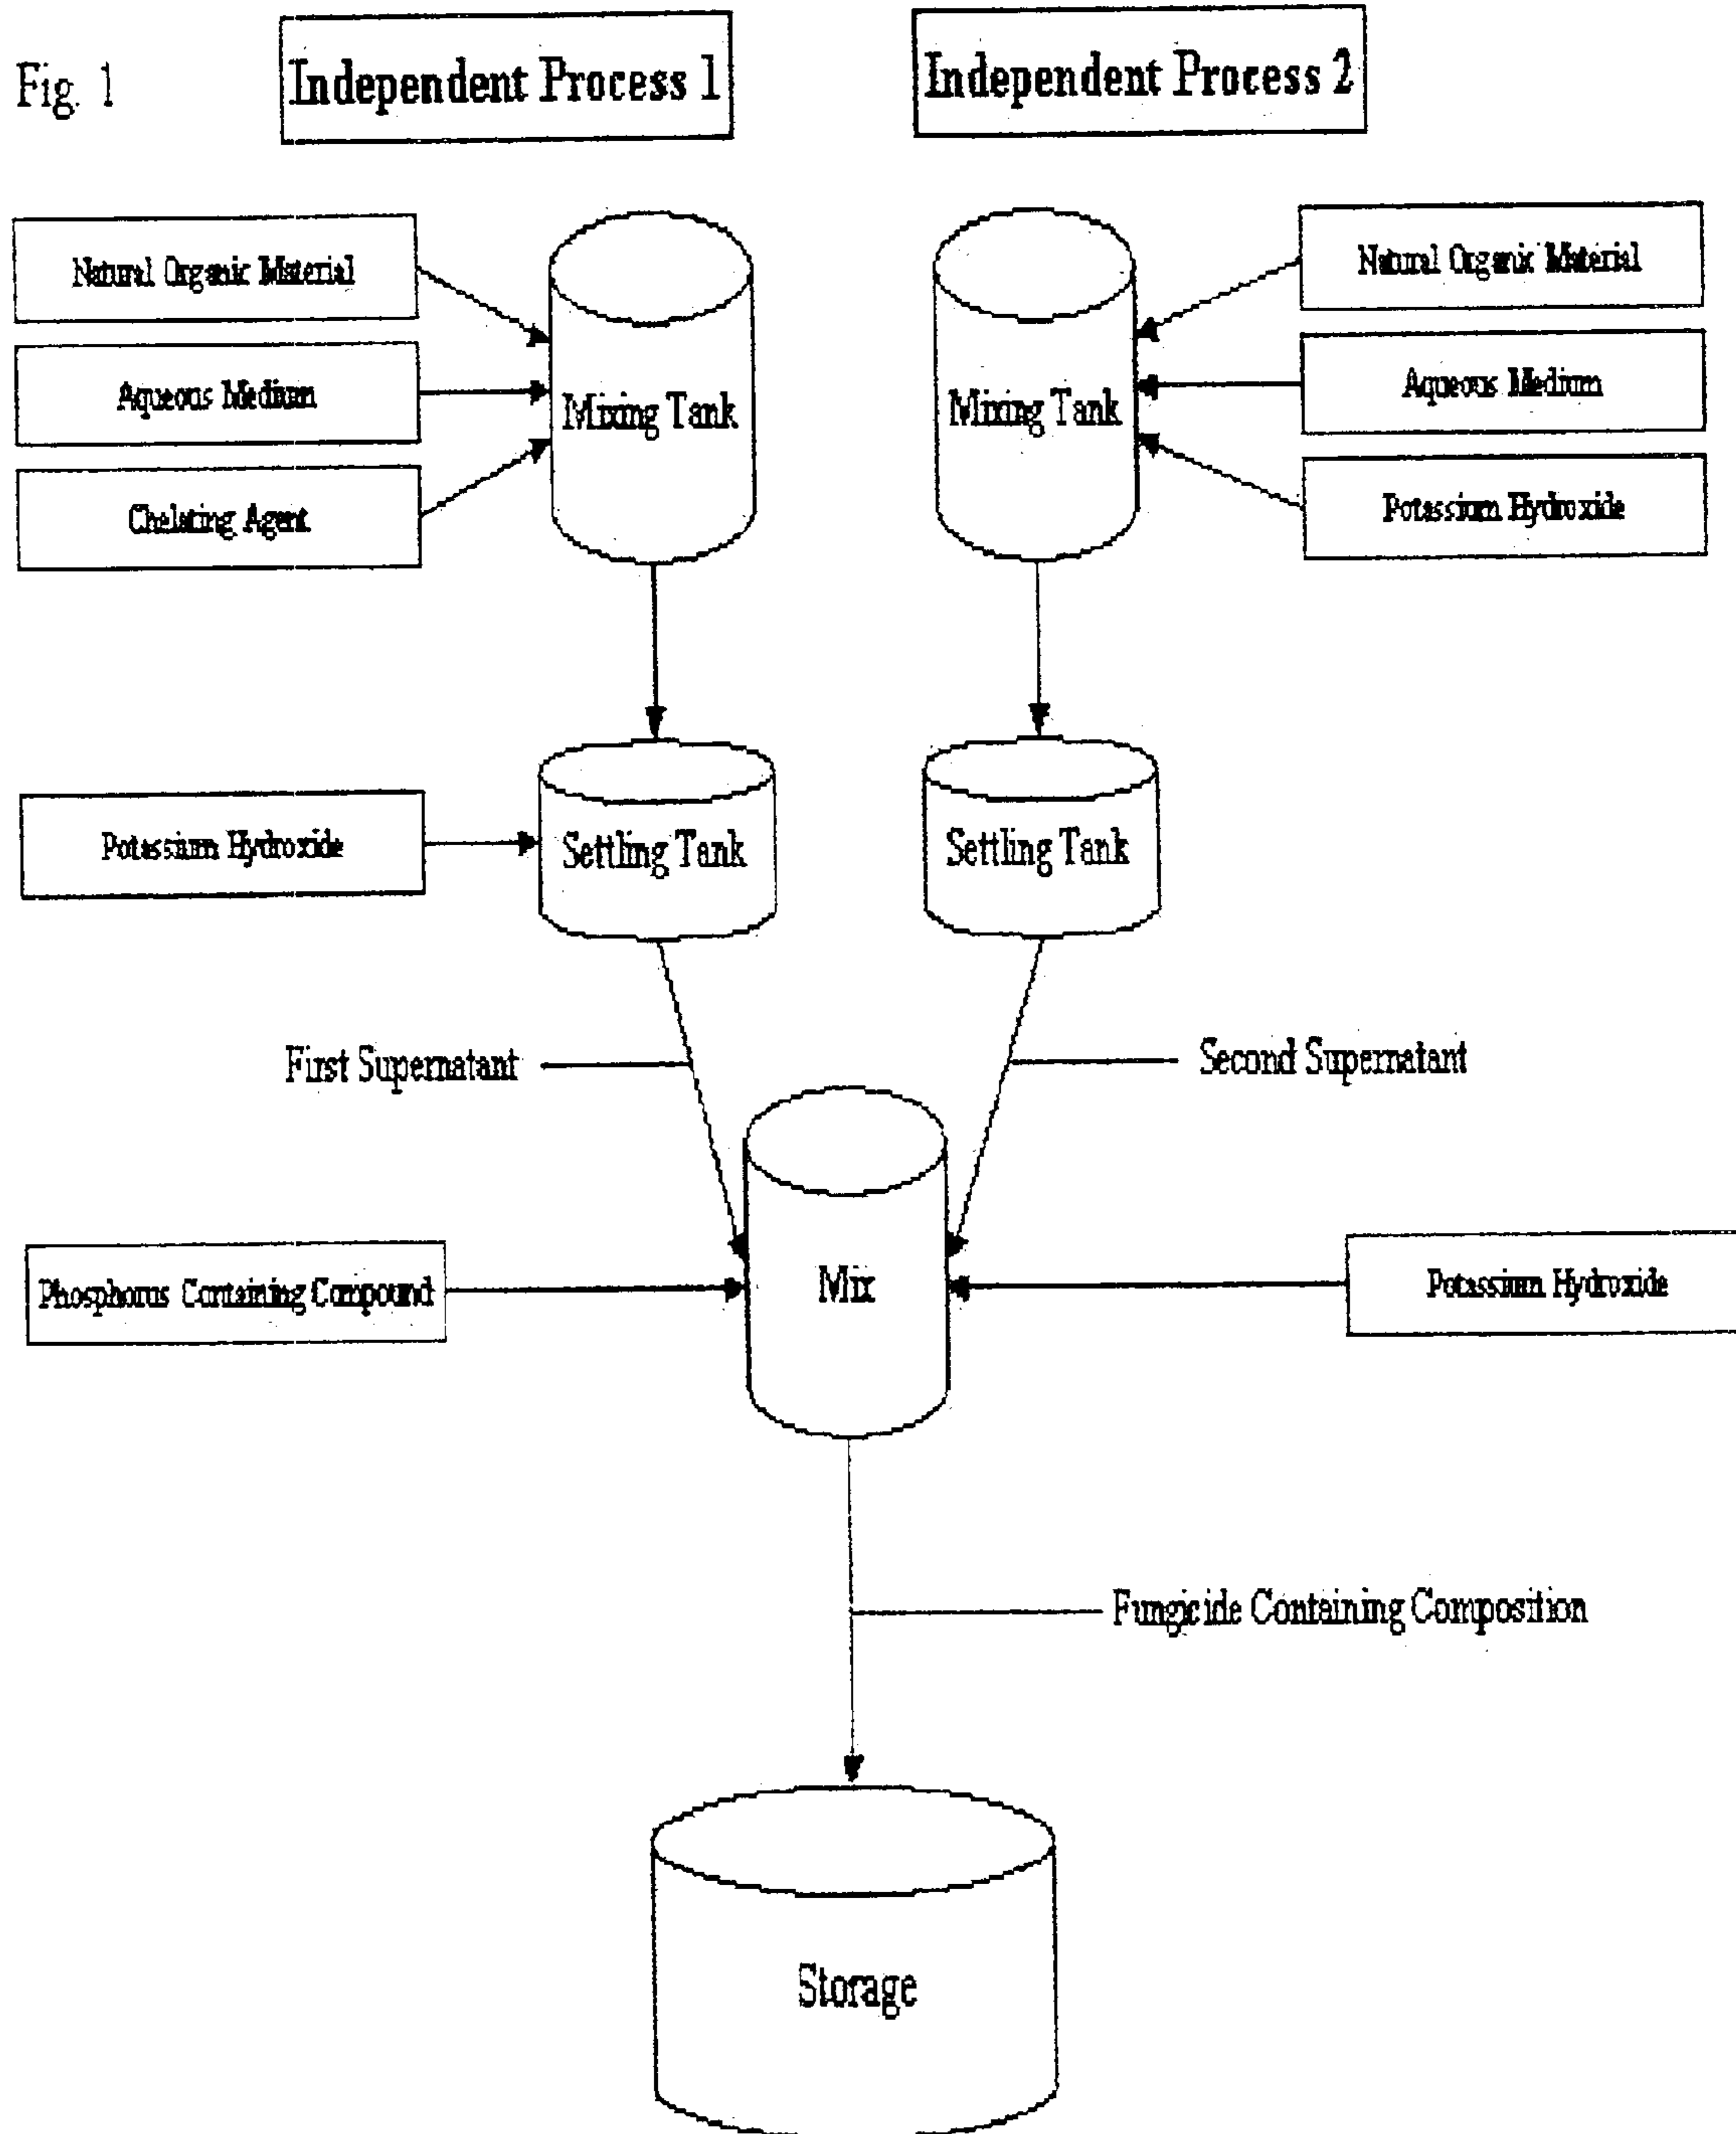 Fig. 1
Independent Process 1
Independent Process 2
Natural Organic Material
Aqueous Medium
Chelating Agent
Mixing Tank
Mixing Tank
Natural Organic Material
Aqueous Medium
Potassium Hydroxide
Potassium Hydroxide
Settling Tank
Settling Tank
First Supernatant
Second Supernatant
Phosphorus Containing Compound
Mix
Potassium Hydroxide
Fungicide Containing Composition
Storage